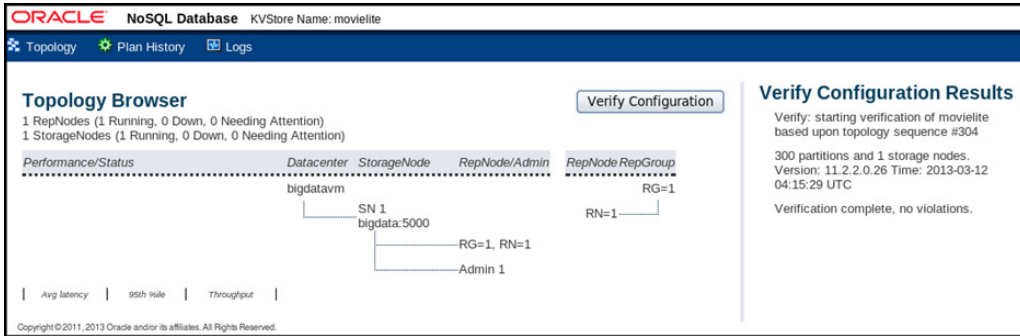 ORACLE NoSQL Database KVStore Name: movielite
Topology Plan History Logs
Topology Browser
1 RepNodes (1 Running, 0 Down, 0 Needing Attention)
1 StorageNodes (1 Running, 0 Down, 0 Needing Attention)
Verify Configuration
Performance/Status Datacenter StorageNode RepNode/Admin RepNode RepGroup
bigdatavm RG=1
SN 1 RN=1
bigdata:5000
RG=1, RN=1
Admin 1
Avg latency 95th %ile Throughput
Copyright©2011, 2013 Oracle and/or its affiliates. All Rights Reserved.
Verify Configuration Results
Verify: starting verification of movielite
based upon topology sequence #304
300 partitions and 1 storage nodes.
Version: 11.2.2.0.26 Time: 2013-03-12
04:15:29 UTC
Verification complete, no violations.